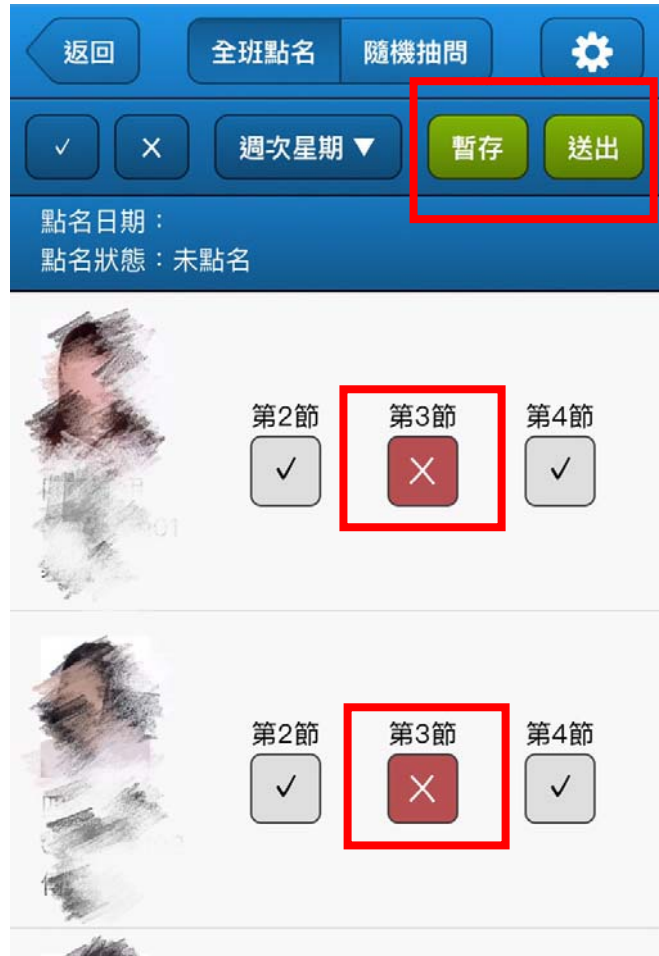 返回 全班點名 隨機抽問
✓ X 週次星期▼ 暫存 送出
點名日期：
點名狀態：未點名
第2節 第3節 第4節
✓ X ✓
第2節 第3節 第4節
✓ X ✓